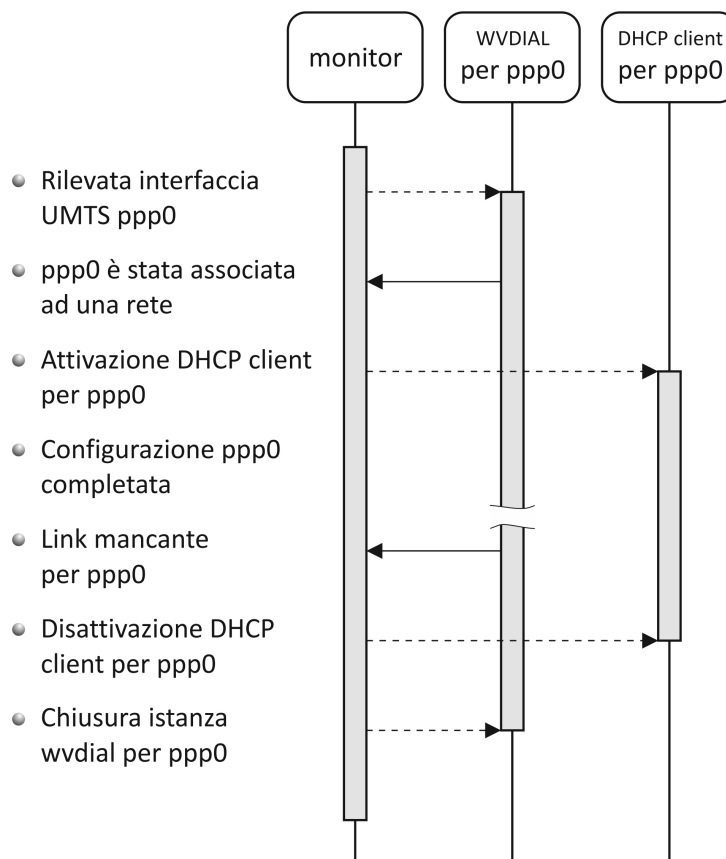 monitor
WVDIAL
per ppp0
DHCP client
per ppp0
Rilevata interfaccia
UMTS ppp0
ppp0 è stata associata
ad una rete
Attivazione DHCP client
per ppp0
Configurazione ppp0
completata
Link mancante
per ppp0
Disattivazione DHCP
client per ppp0
Chiusura istanza
wvdial per ppp0